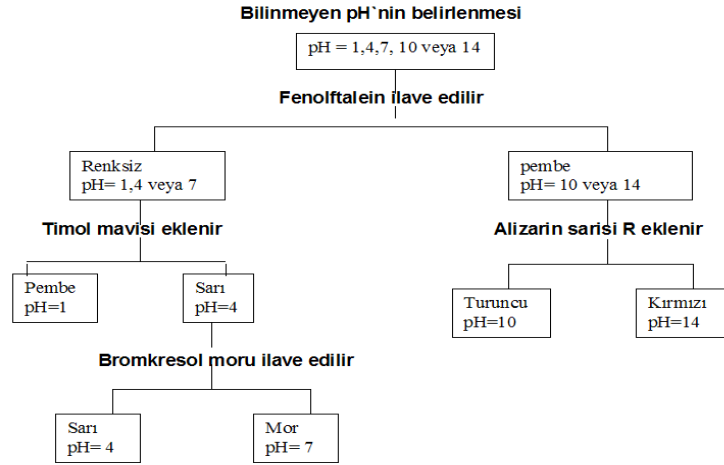 Bilinmeyen pH`nin belirlenmesi
pH = 1,4,7, 10 veya 14
Fenolftalein ilave edilir
Renksiz
pH= 1,4 veya 7
pembe
pH= 10 veya 14
Timol mavisi eklenir
Alizarin sarisi R eklenir
Pembe
pH=1
Sarı
pH=4
Turuncu
pH=10
Kırmızı
pH=14
Bromkresol moru ilave edilir
Sarı
pH= 4
Mor
pH= 7